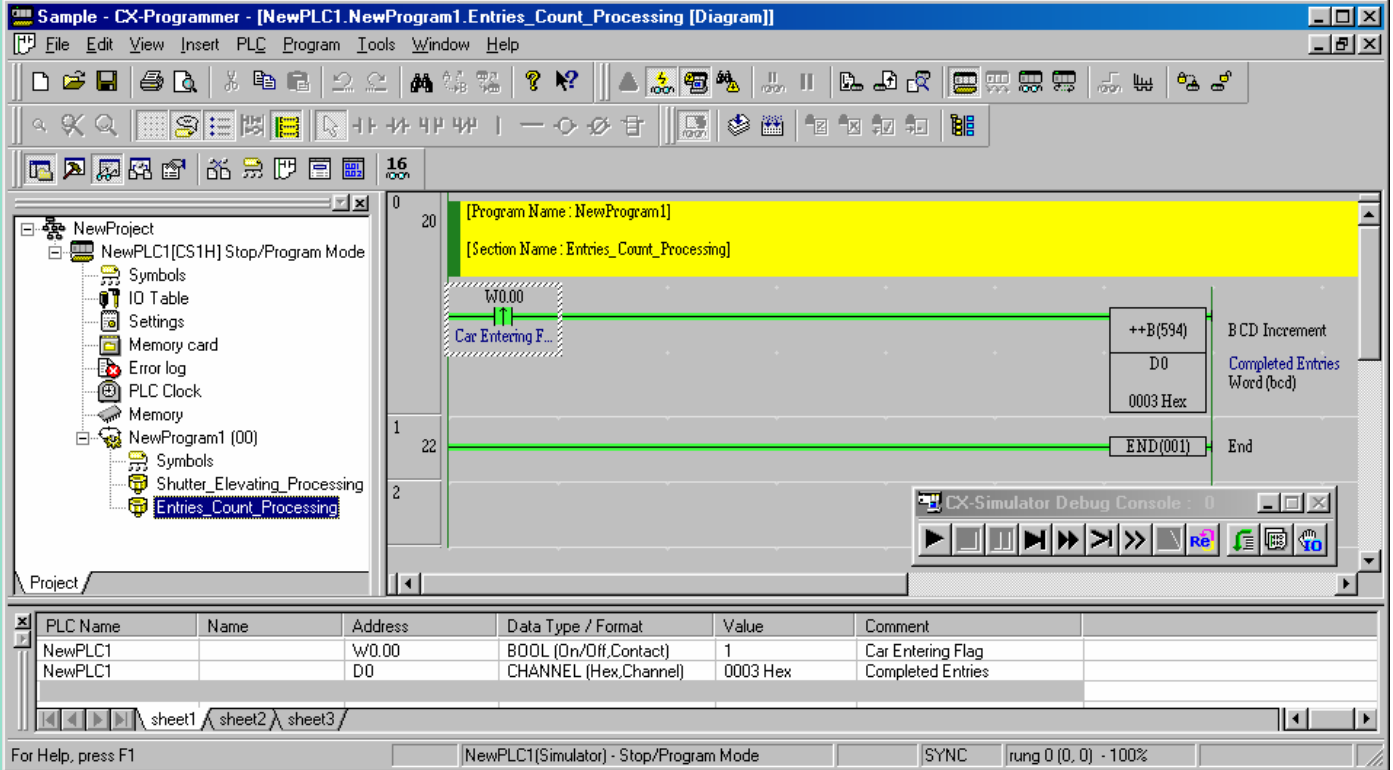 Sample - CX-Programmer - [NewPLC1.NewProgram1.Entries_Count_Processing [Diagram]]
File Edit View Insert PLC Program Tools Window Help
16
NewProject
NewPLC1[CS1H] Stop/Program Mode
Symbols
IO Table
Settings
Memory card
Error log
PLC Clock
Memory
NewProgram1 (00)
Symbols
Shutter_Elevating_Processing
Entries_Count_Processing
Project
0
20
[Program Name : NewProgram1]
[Section Name : Entries_Count_Processing]
W0.00
Car Entering F...
++B(594) BCD Increment
D0 Completed Entries
Word (bcd)
0003 Hex
1
22
END(001) End
2
CX-Simulator Debug Console : 0
Re
IO
PLC Name Name Address Data Type / Format Value Comment
NewPLC1 W0.00 BOOL (On/Off,Contact) 1 Car Entering Flag
NewPLC1 D0 CHANNEL (Hex,Channel) 0003 Hex Completed Entries
sheet1 sheet2 sheet3
For Help, press F1 NewPLC1(Simulator) - Stop/Program Mode SYNC rung 0 (0, 0) - 100%